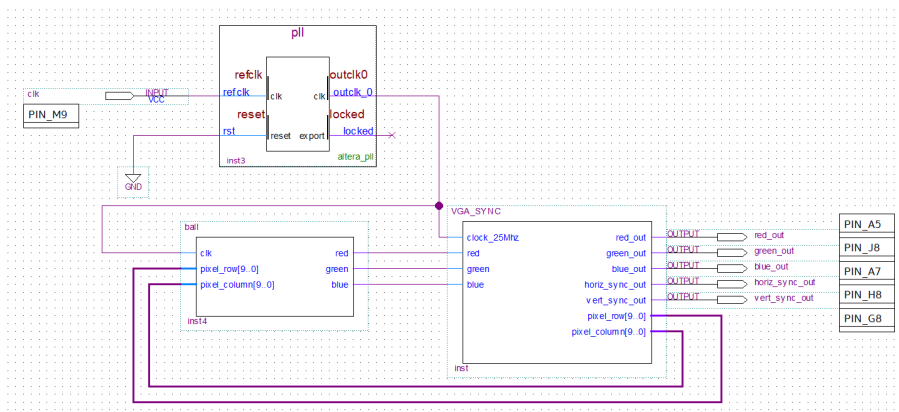 pll
refclk
outclk0
clk
INPUT
VCC
refclk
clk
clk
outclk_0
PIN_M9
reset
locked
rst
reset
export
locked
inst3
altera_pll
GND
VGA_SYNC
ball
clock_25Mhz
red_out
OUTPUT
red_out
PIN_A5
clk
red
red
green_out
OUTPUT
green_out
PIN_J8
pixel_row[9..0]
green
green
blue_out
OUTPUT
blue_out
PIN_A7
pixel_column[9..0]
blue
blue
horiz_sync_out
OUTPUT
horiz_sync_out
PIN_H8
vert_sync_out
OUTPUT
vert_sync_out
PIN_G8
inst4
pixel_row[9..0]
pixel_column[9..0]
inst